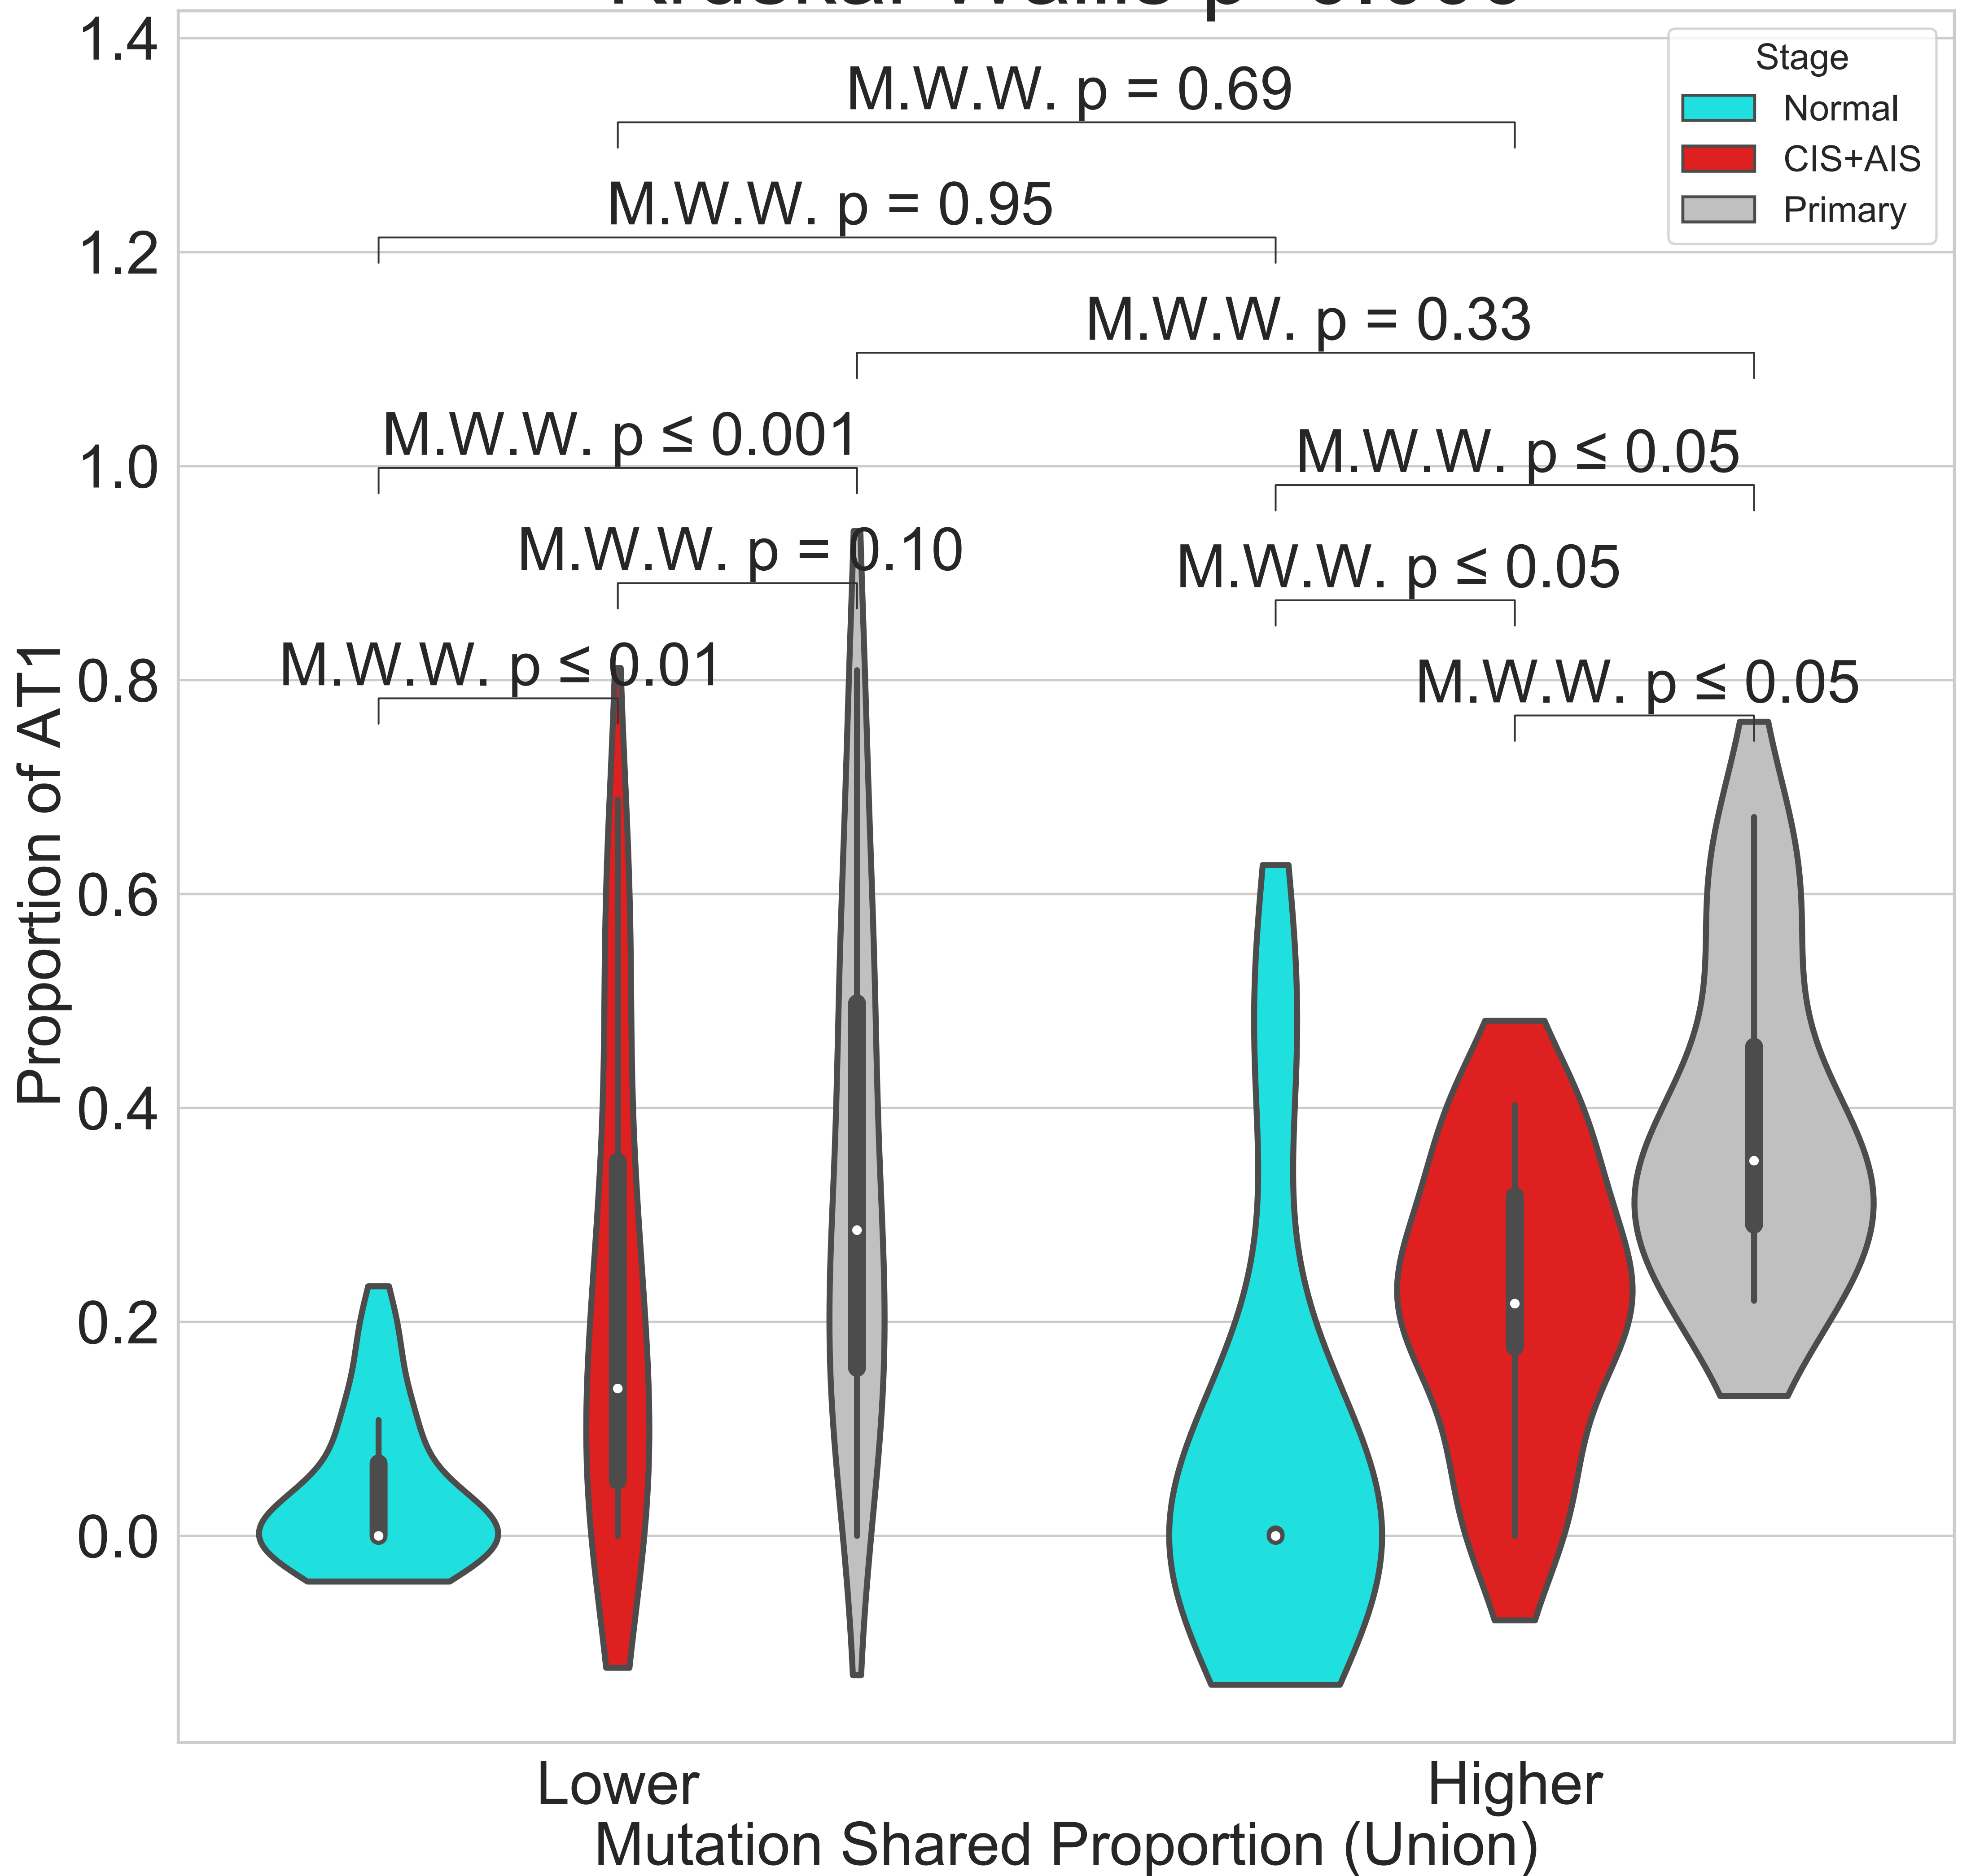 1.4
M.W.W. p = 0.69
Stage
Normal
CIS+AIS
Primary
M.W.W. p = 0.95
1.2
M.W.W. p = 0.33
M.W.W. p ≤ 0.001
M.W.W. p ≤ 0.05
1.0
M.W.W. p = 0.10
M.W.W. p ≤ 0.05
M.W.W. p ≤ 0.01
M.W.W. p ≤ 0.05
0.8
0.6
0.4
0.2
0.0
Proportion of AT1
Lower
Higher
Mutation Shared Proportion (Union)